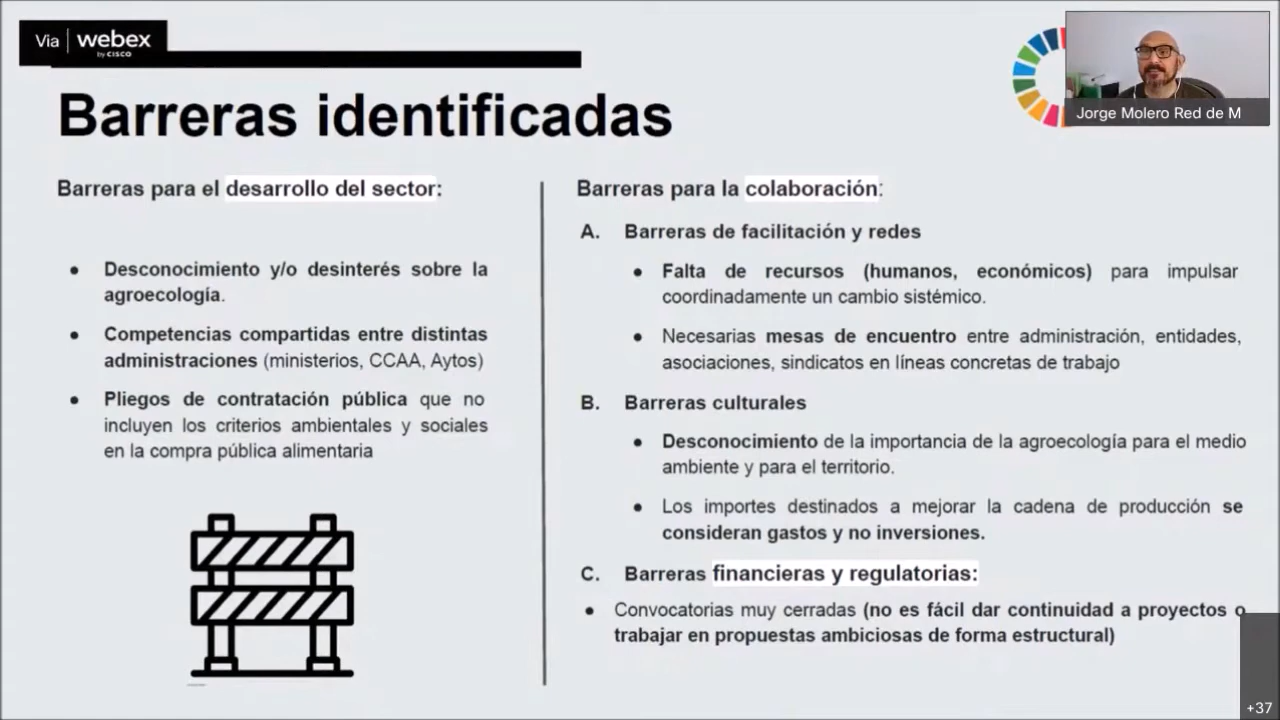 Via webex
by CISCO
Jorge Molero Red de M
Barreras identificadas
Barreras para el desarrollo del sector:
Desconocimiento y/o desinterés sobre la
agroecología.
Competencias compartidas entre distintas
administraciones (ministerios, CCAA, Aytos)
Pliegos de contratación pública que no
incluyen los criterios ambientales y sociales
en la compra pública alimentaria
Barreras para la colaboración:
A. Barreras de facilitación y redes
Falta de recursos (humanos, económicos) para impulsar
coordinadamente un cambio sistémico.
Necesarias mesas de encuentro entre administración, entidades,
asociaciones, sindicatos en líneas concretas de trabajo
B. Barreras culturales
Desconocimiento de la importancia de la agroecología para el medio
ambiente y para el territorio.
Los importes destinados a mejorar la cadena de producción se
consideran gastos y no inversiones.
C. Barreras financieras y regulatorias:
Convocatorias muy cerradas (no es fácil dar continuidad a proyectos o
trabajar en propuestas ambiciosas de forma estructural)
+37